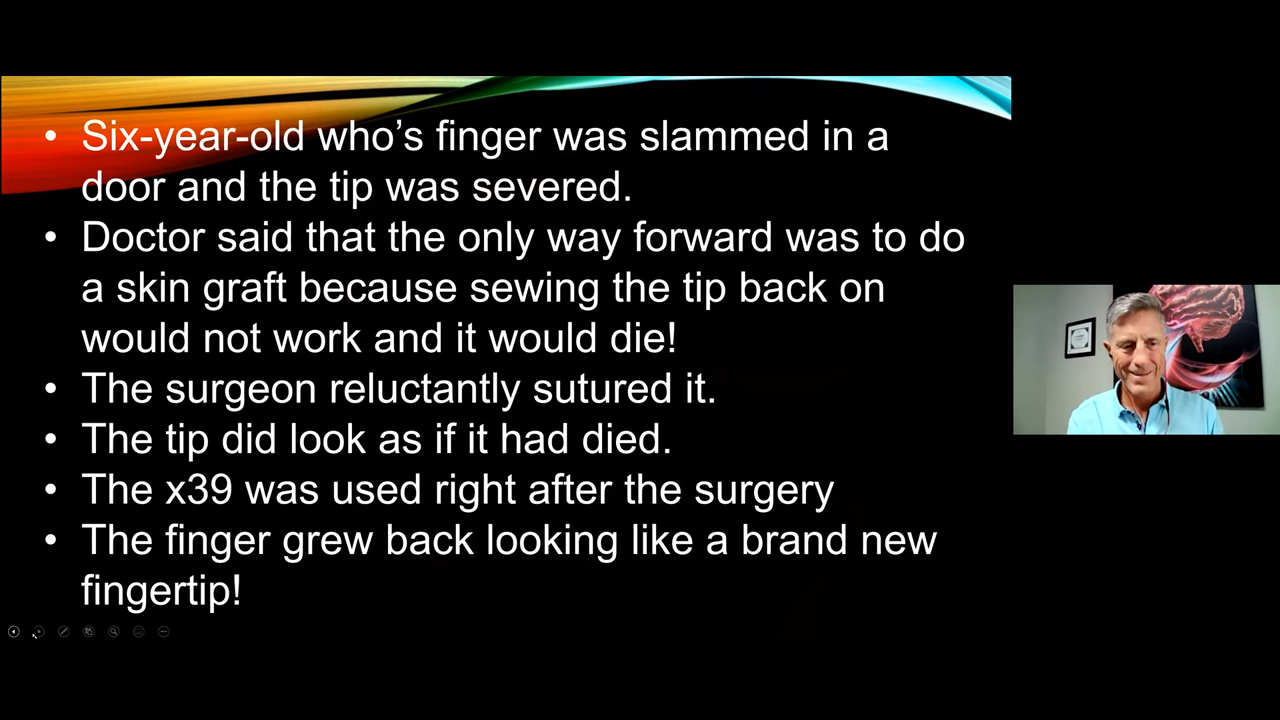 • Six-year-old who’s finger was slammed in a
door and the tip was severed.
• Doctor said that the only way forward was to do
a skin graft because sewing the tip back on
would not work and it would die!
• The surgeon reluctantly sutured it.
• The tip did look as if it had died.
• The x39 was used right after the surgery
• The finger grew back looking like a brand new
fingertip!